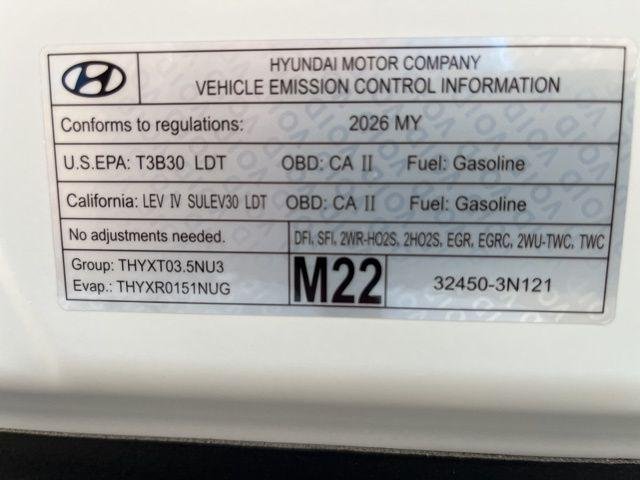 HYUNDAI MOTOR COMPANY
VEHICLE EMISSION CONTROL INFORMATION
Conforms to regulations: 2026 MY
U.S.EPA: T3B30 LDT OBD: CA II Fuel: Gasoline
California: LEV IV SULEV30 LDT OBD: CA II Fuel: Gasoline
No adjustments needed. DFI, SFI, 2WR-HO2S, 2HO2S, EGR, EGRC, 2WU-TWC, TWC
Group: THYXT03.5NU3
Evap.: THYXR0151NUG
M22
32450-3N121